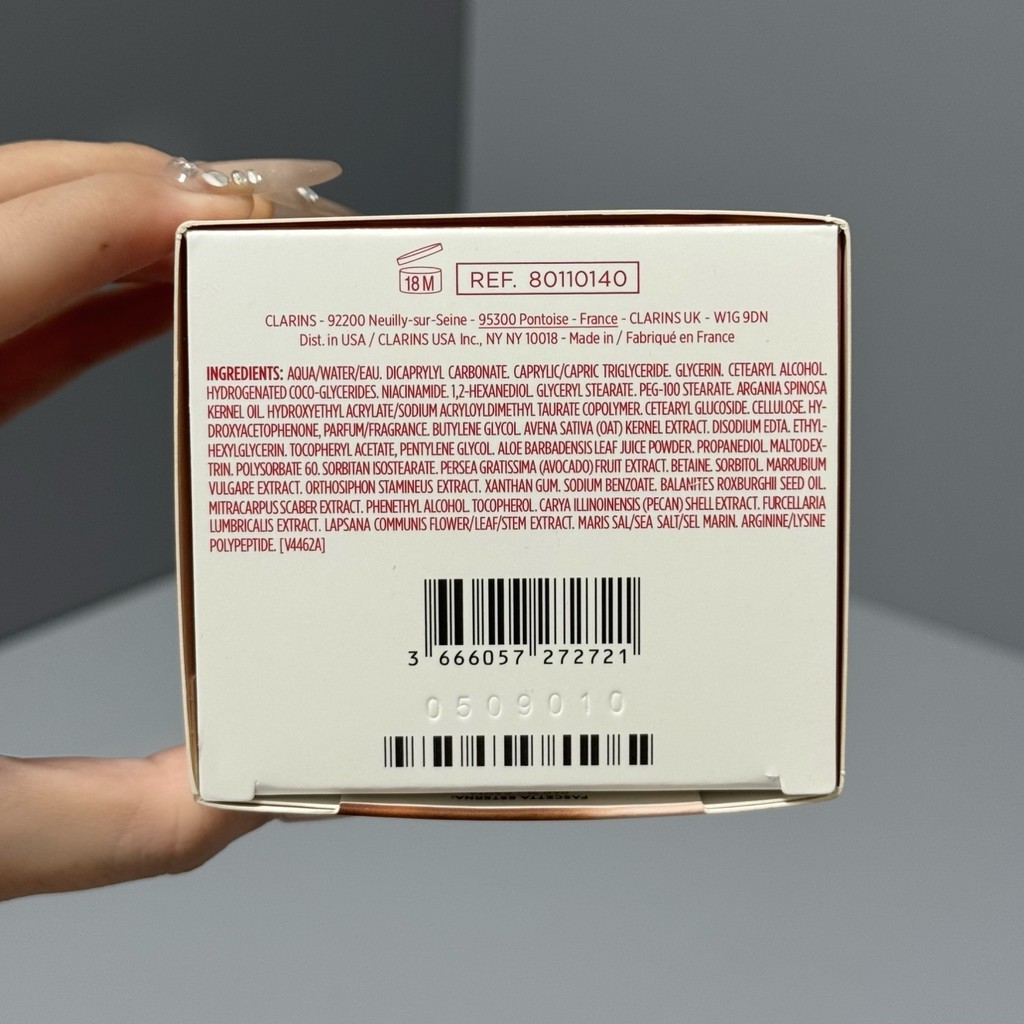 18 M
REF. 80110140
CLARINS - 92200 Neuilly-sur-Seine - 95300 Pontoise - France - CLARINS UK - W1G 9DN
Dist. in USA / CLARINS USA Inc., NY NY 10018 - Made in / Fabriqué en France
INGREDIENTS: AQUA/WATER/EAU. DICAPRYLYL CARBONATE. CAPRYLIC/CAPRIC TRIGLYCERIDE. GLYCERIN. CETEARYL ALCOHOL.
HYDROGENATED COCO-GLYCERIDES. NIACINAMIDE. 1,2-HEXANEDIOL. GLYCERYL STEARATE. PEG-100 STEARATE. ARGANIA SPINOSA
KERNEL OIL. HYDROXYETHYL ACRYLATE/SODIUM ACRYLOYLDIMETHYL TAURATE COPOLYMER. CETEARYL GLUCOSIDE. CELLULOSE. HY-
DROXYACETOPHENONE, PARFUM/FRAGRANCE. BUTYLENE GLYCOL. AVENA SATIVA (OAT) KERNEL EXTRACT. DISODIUM EDTA. ETHYL-
HEXYLGLYCERIN. TOCOPHERYL ACETATE, PENTYLENE GLYCOL. ALOE BARBADENSIS LEAF JUICE POWDER. PROPANEDIOL. MALTODEX-
TRIN. POLYSORBATE 60. SORBITAN ISOSTEARATE. PERSEA GRATISSIMA (AVOCADO) FRUIT EXTRACT. BETAINE. SORBITOL. MARRUBIUM
VULGARE EXTRACT. ORTHOSIPHON STAMINEUS EXTRACT. XANTHAN GUM. SODIUM BENZOATE. BALANITES ROXBURGHII SEED OIL.
MITRACARPUS SCABER EXTRACT. PHENETHYL ALCOHOL. TOCOPHEROL. CARYA ILLINOINENSIS (PECAN) SHELL EXTRACT. FURCELLARIA
LUMBRICALIS EXTRACT. LAPSANA COMMUNIS FLOWER/LEAF/STEM EXTRACT. MARIS SAL/SEA SALT/SEL MARIN. ARGININE/LYSINE
POLYPEPTIDE. [V4462A]
3 666057 272721
0509010
FASCETTA ESTERNA: